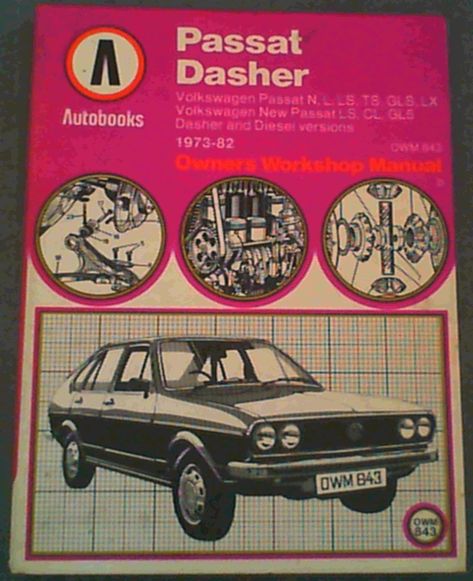 Autobooks
Passat
Dasher
Volkswagen Passat N, L, LS, TS, GLS, LX
Volkswagen New Passat LS, CL, GLS
Dasher and Diesel versions
1973-82
OWM 843
Owners Workshop Manual
OWM 843
OWM
843